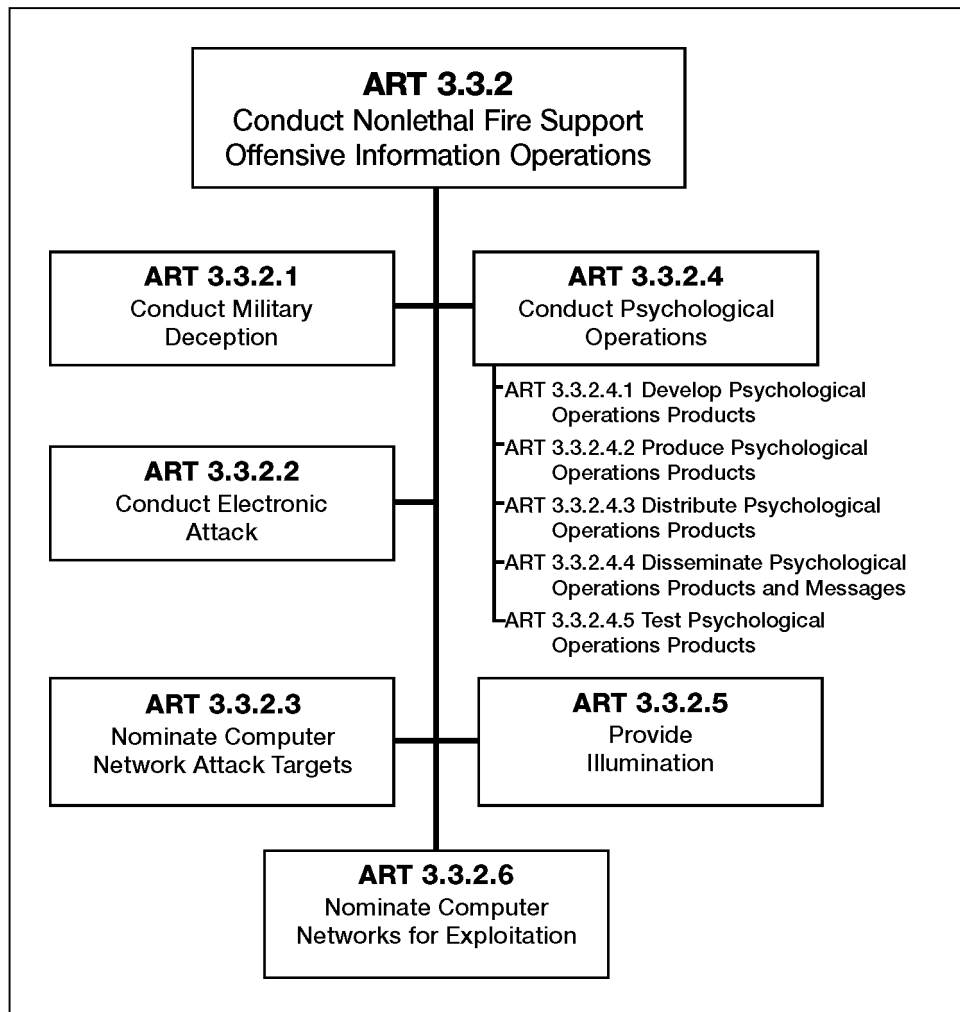 ART 3.3.2
Conduct Nonlethal Fire Support
Offensive Information Operations
ART 3.3.2.1
Conduct Military
Deception
ART 3.3.2.4
Conduct Psychological
Operations
ART 3.3.2.4.1 Develop Psychological
Operations Products
ART 3.3.2.4.2 Produce Psychological
Operations Products
ART 3.3.2.4.3 Distribute Psychological
Operations Products
ART 3.3.2.4.4 Disseminate Psychological
Operations Products and Messages
ART 3.3.2.4.5 Test Psychological
Operations Products
ART 3.3.2.2
Conduct Electronic
Attack
ART 3.3.2.3
Nominate Computer
Network Attack Targets
ART 3.3.2.5
Provide
Illumination
ART 3.3.2.6
Nominate Computer
Networks for Exploitation